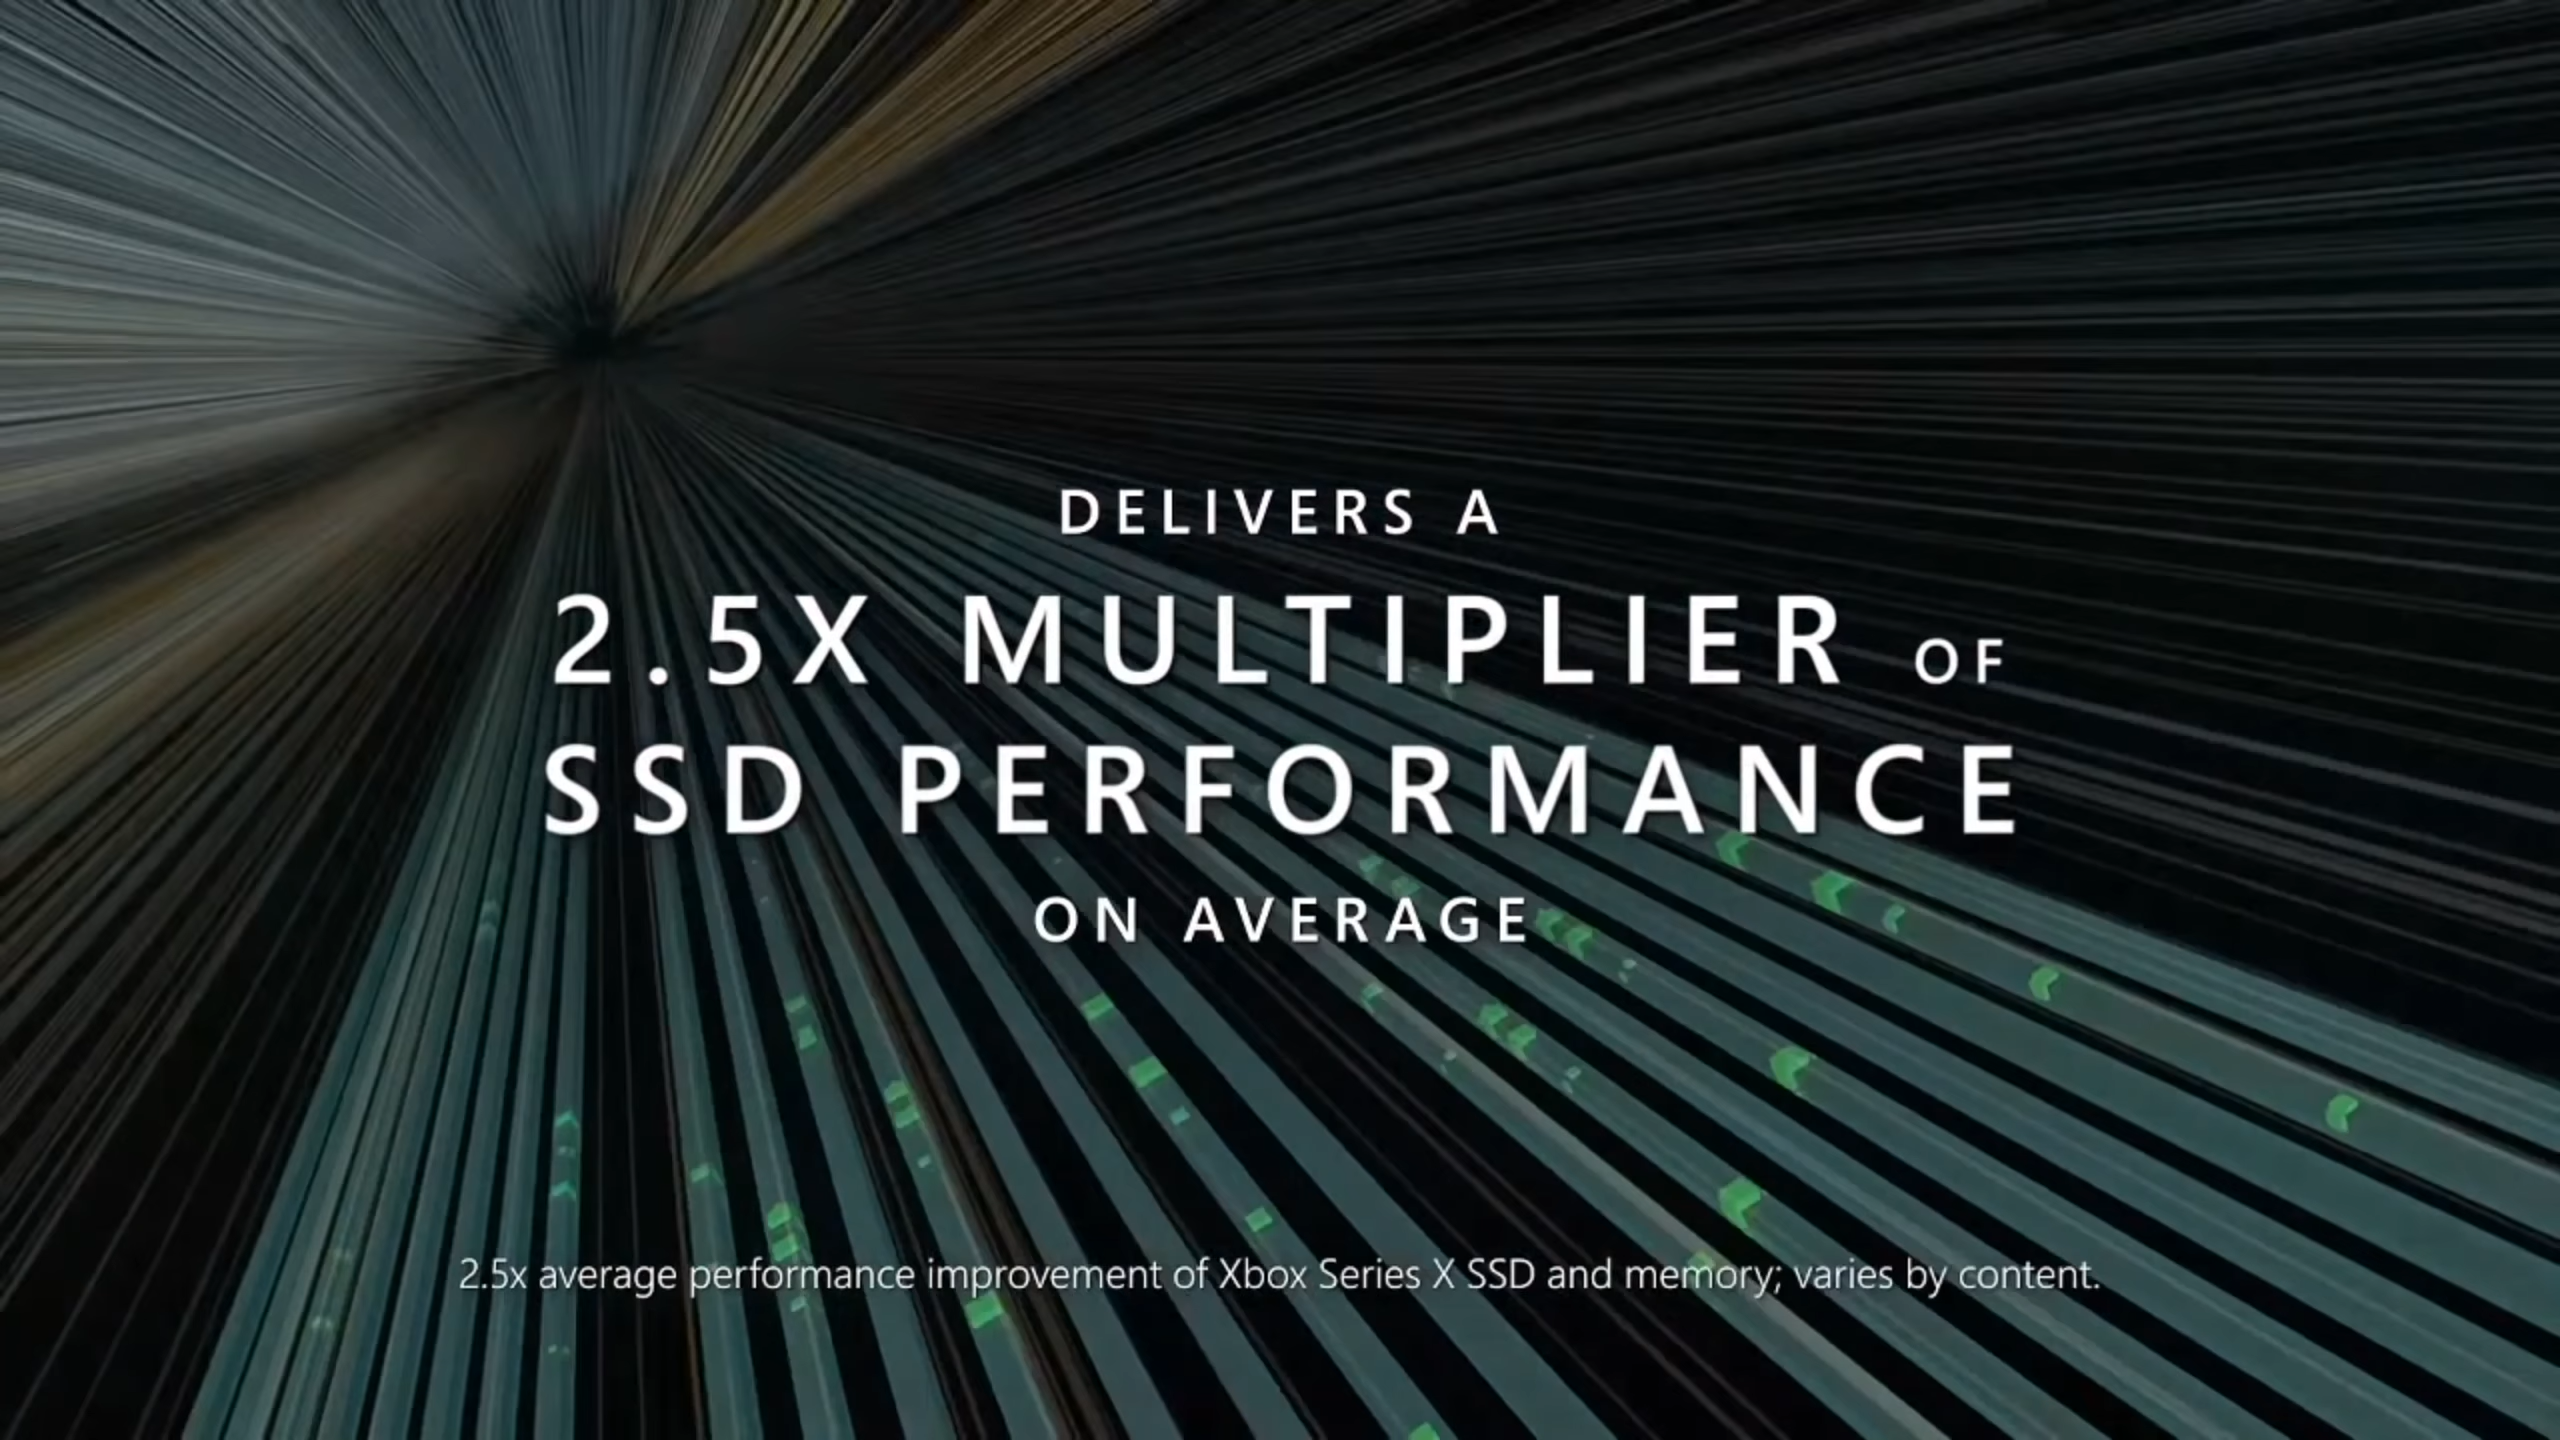 DELIVERS A
2.5X MULTIPLIER OF
SSD PERFORMANCE
ON AVERAGE
2.5x average performance improvement of Xbox Series X SSD and memory; varies by content.